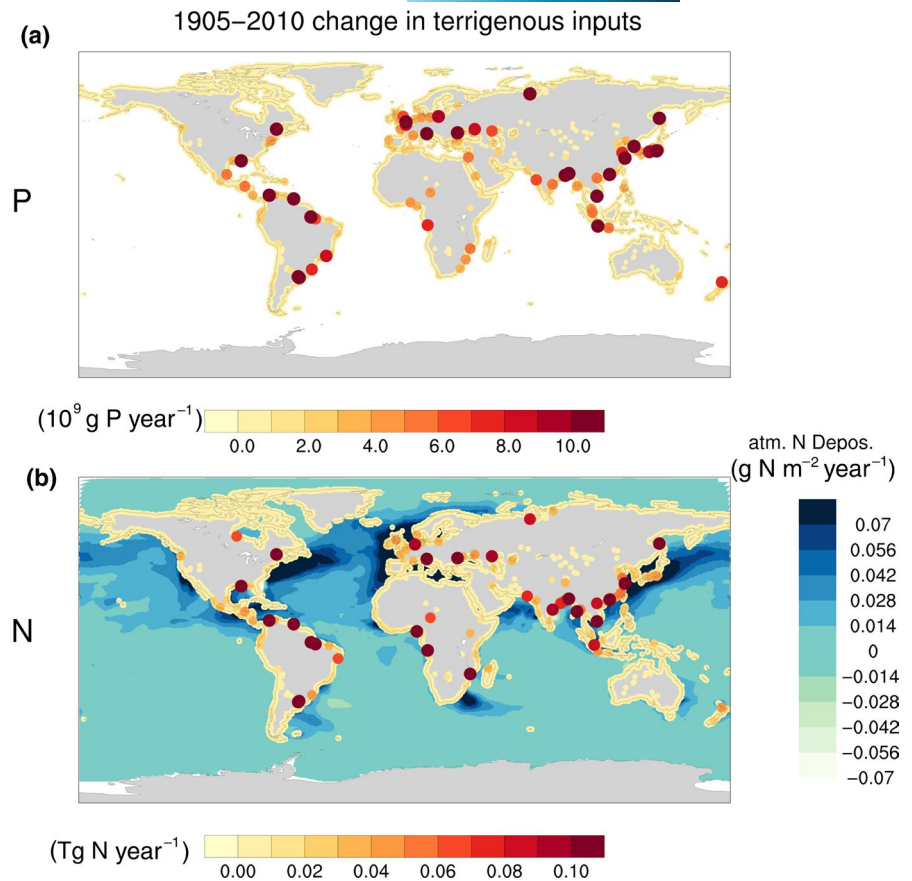 1905–2010 change in terrigenous inputs
(a)
P
(10⁹ g P year⁻¹)
0.0 2.0 4.0 6.0 8.0 10.0
(b)
atm. N Depos.
(g N m⁻² year⁻¹)
0.07
0.056
0.042
0.028
0.014
0
−0.014
−0.028
−0.042
−0.056
−0.07
N
(Tg N year⁻¹)
0.00 0.02 0.04 0.06 0.08 0.10